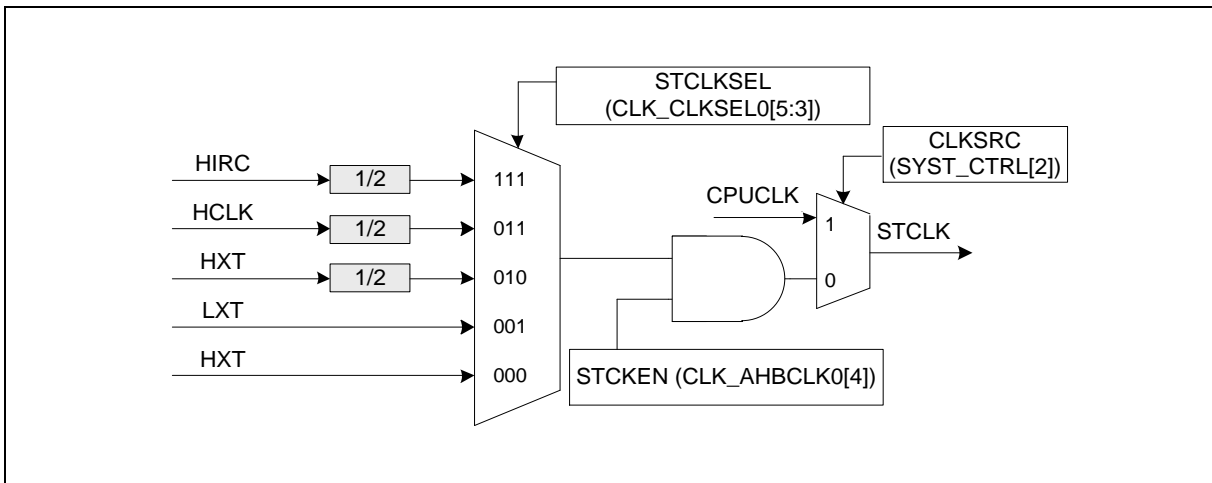 STCLKSEL
(CLK_CLKSEL0[5:3])
CLKSRC
(SYST_CTRL[2])
HIRC
1/2
111
CPUCLK
1
HCLK
1/2
011
STCLK
HXT
1/2
010
0
LXT
001
HXT
000
STCKEN (CLK_AHBCLK0[4])